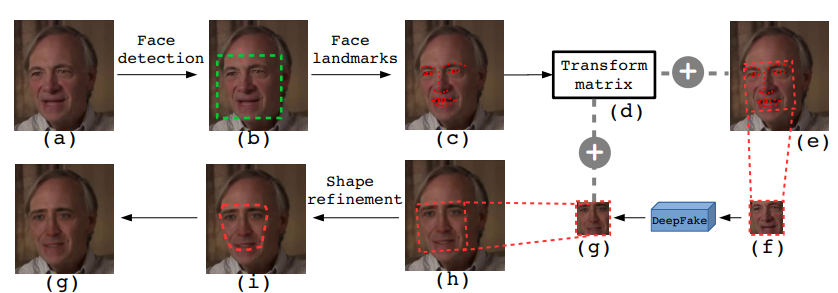 Face
detection
Face
landmarks
Transform
matrix
(a)
(b)
(c)
(d)
(e)
Shape
refinement
DeepFake
(g)
(i)
(h)
(g)
(f)